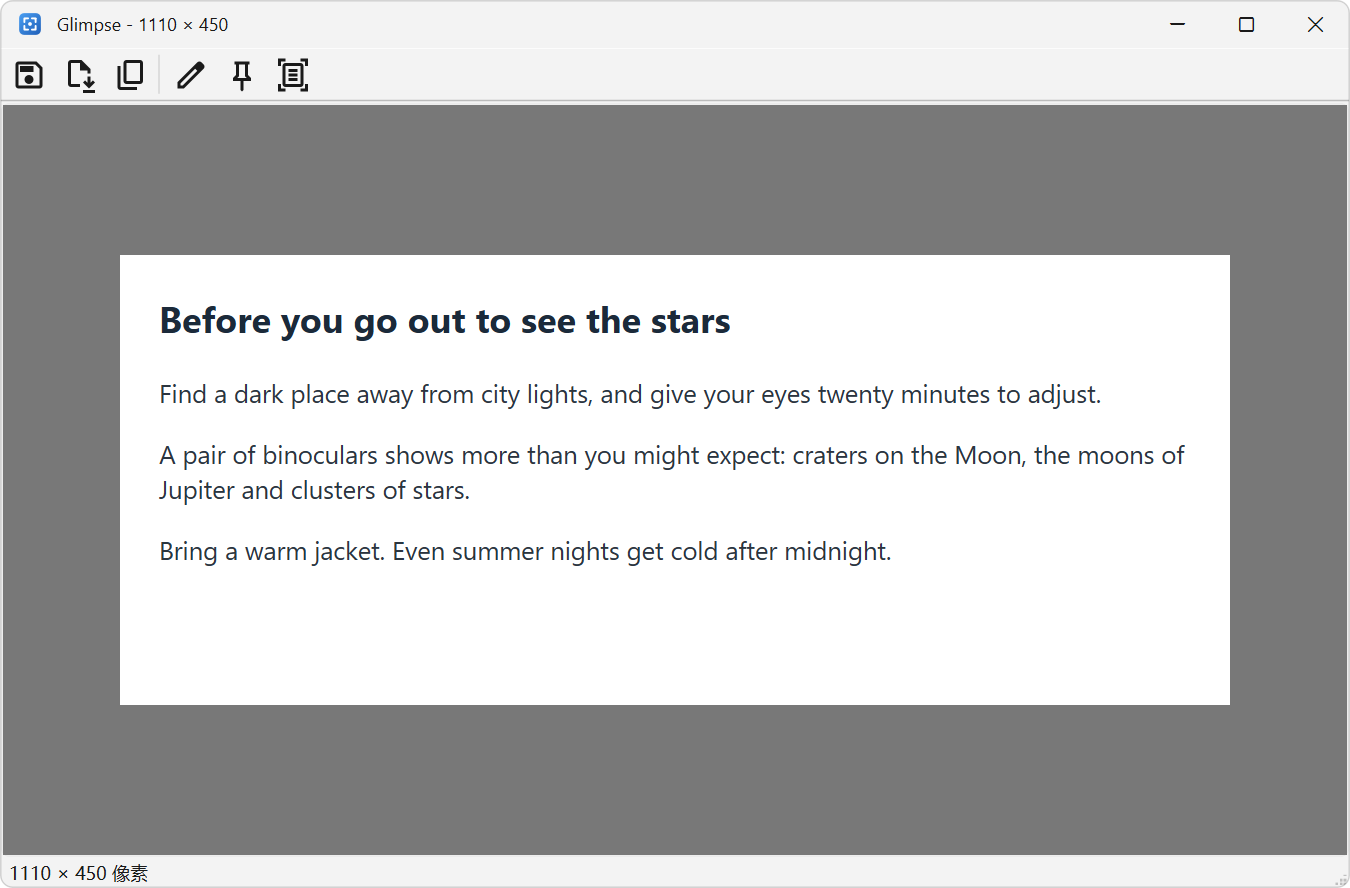 Glimpse - 1110 × 450
Before you go out to see the stars
Find a dark place away from city lights, and give your eyes twenty minutes to adjust.
A pair of binoculars shows more than you might expect: craters on the Moon, the moons of
Jupiter and clusters of stars.
Bring a warm jacket. Even summer nights get cold after midnight.
1110 × 450 像素